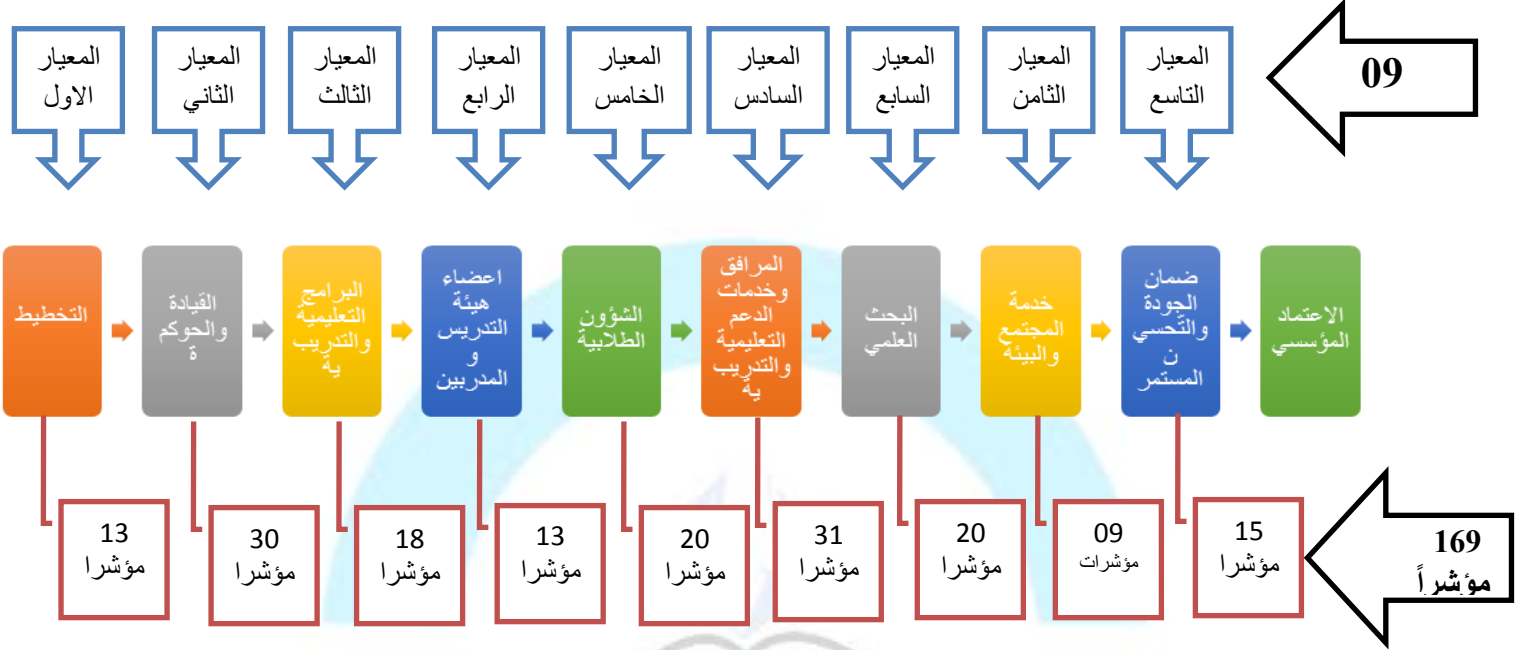 المعيار
الاول
المعيار
الثاني
المعيار
الثالث
المعيار
الرابع
المعيار
الخامس
المعيار
السادس
المعيار
السابع
المعيار
الثامن
المعيار
التاسع
09
التخطيط
القيادة
والحوكم
ة
البرامج
التعليمية
والتدريب
ية
اعضاء
هيئة
التدريس
و
المدربين
الشؤون
الطلابية
المرافق
وخدمات
الدعم
التعليمية
والتدريب
ية
البحث
العلمي
خدمة
المجتمع
والبيئة
ضمان
الجودة
والتحسي
ن
المستمر
الاعتماد
المؤسسي
13
مؤشرا
30
مؤشرا
18
مؤشرا
13
مؤشرا
20
مؤشرا
31
مؤشرا
20
مؤشرا
09
مؤشرات
15
مؤشرا
169
مؤشراً